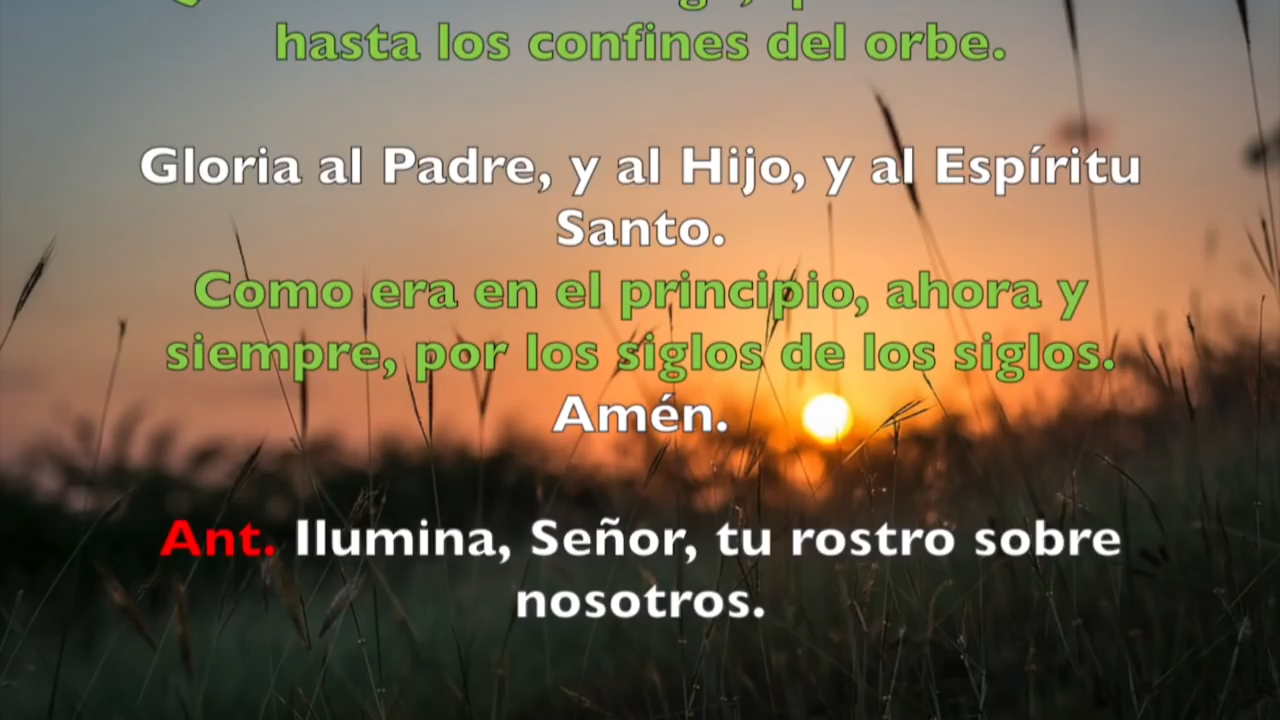 hasta los confines del orbe.
Gloria al Padre, y al Hijo, y al Espíritu
Santo.
Como era en el principio, ahora y
siempre, por los siglos de los siglos.
Amén.
Ant. Ilumina, Señor, tu rostro sobre
nosotros.